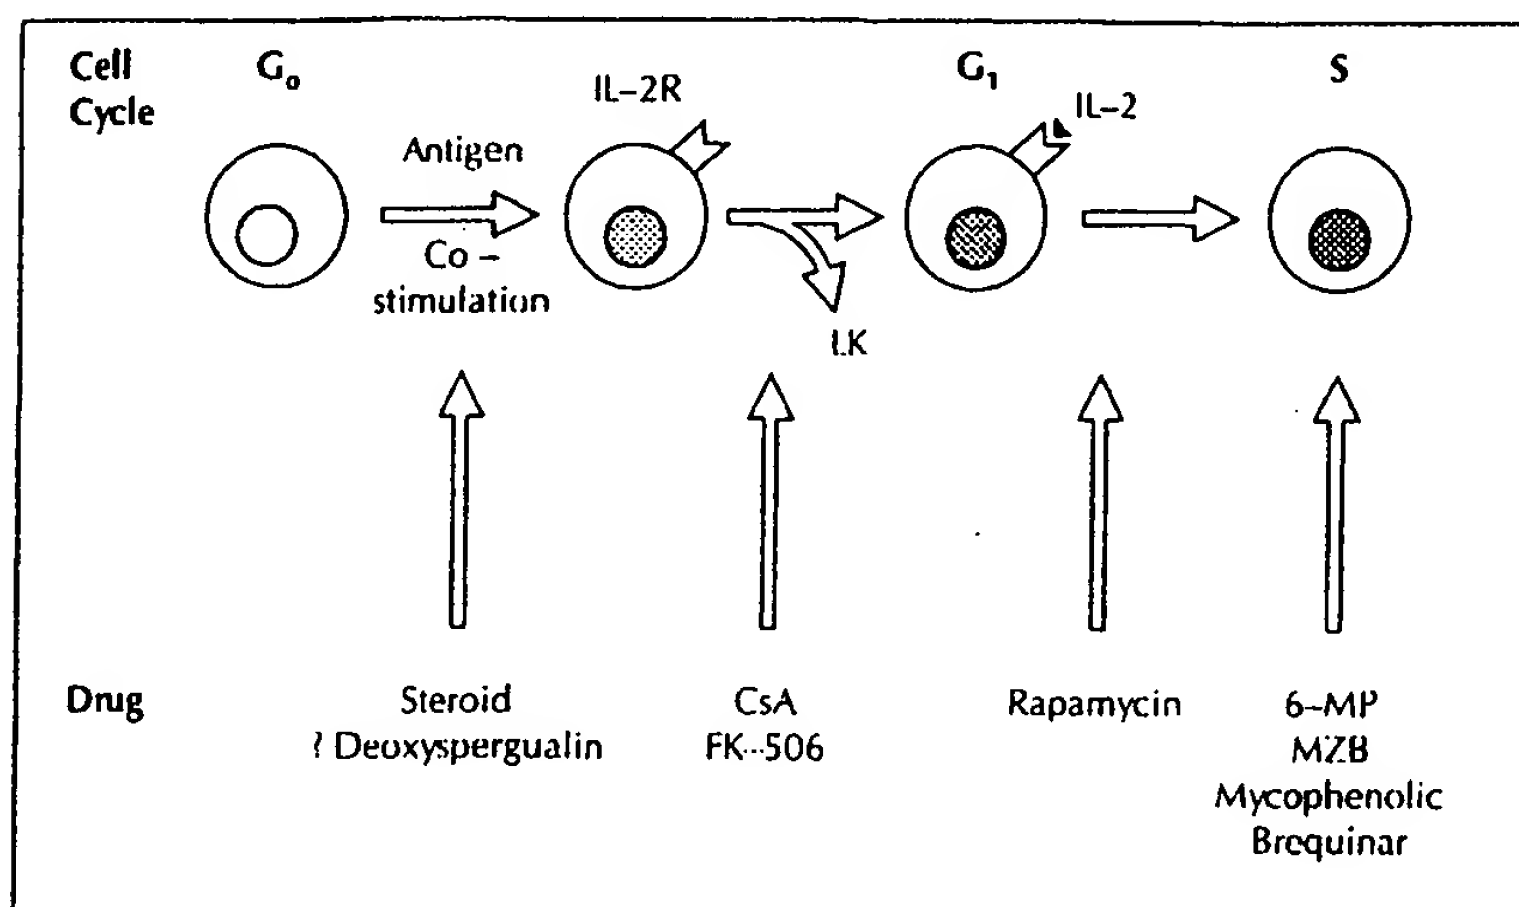 Cell
Cycle
G₀
IL-2R
G₁
IL-2
S
Antigen
Co-
stimulation
LK
Drug
Steroid
? Deoxyspergualin
CsA
FK-506
Rapamycin
6-MP
MZB
Mycophenolic
Brequinar